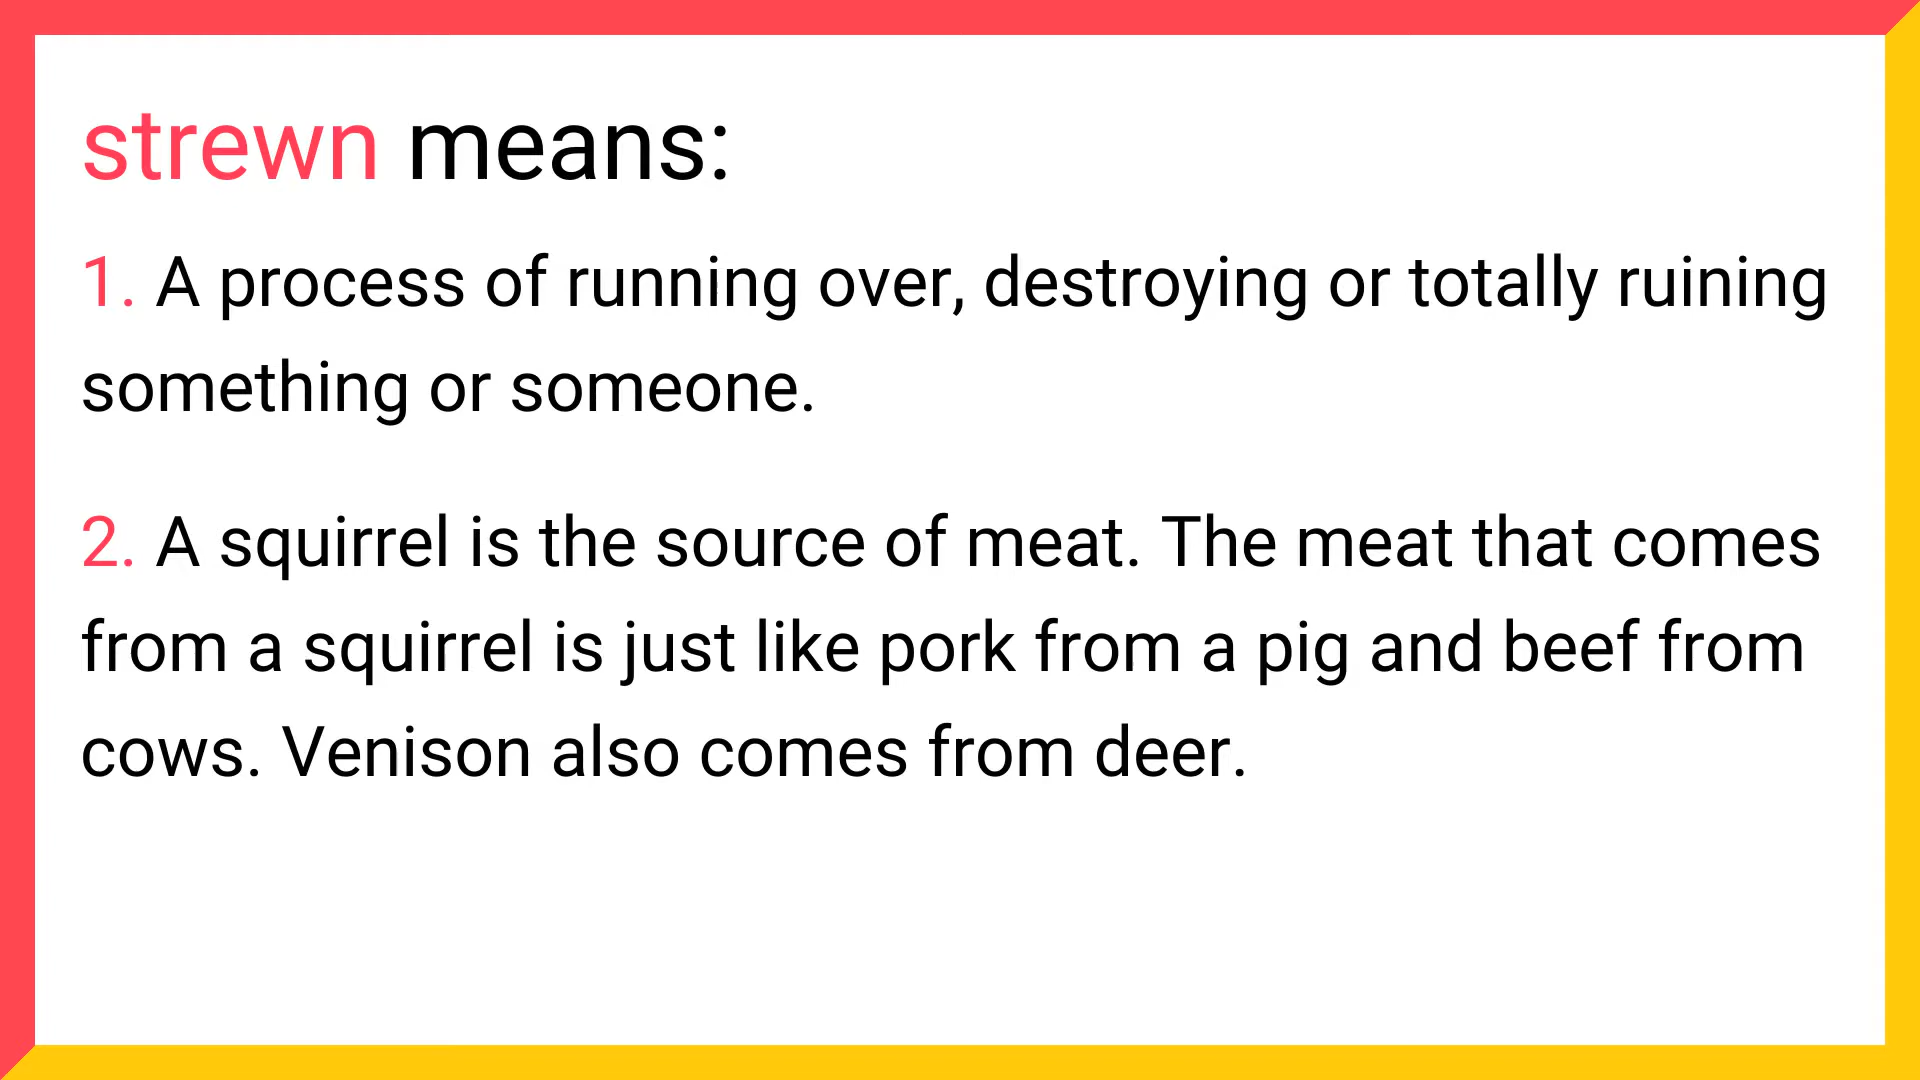 strewn means:
1. A process of running over, destroying or totally ruining
something or someone.
2. A squirrel is the source of meat. The meat that comes
from a squirrel is just like pork from a pig and beef from
cows. Venison also comes from deer.